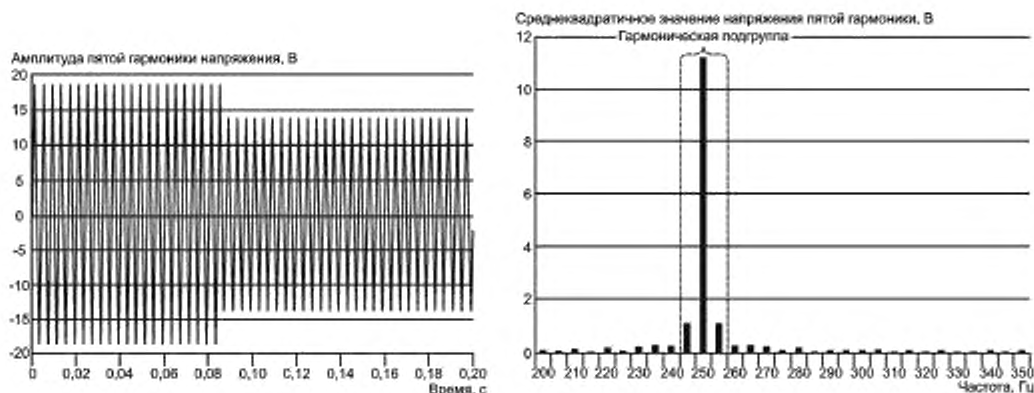 Амплитуда пятой гармоники напряжения, В
20
15
10
5
0
-5
-10
-15
-20
0 0,02 0,04 0,06 0,08 0,10 0,12 0,14 0,16 0,18 0,20
Время, с
Среднеквадратичное значение напряжения пятой гармоники, В
Гармоническая подгруппа
12
10
8
6
4
2
0
200 210 220 230 240 250 260 270 280 290 300 310 320 330 340 350
Частота, Гц